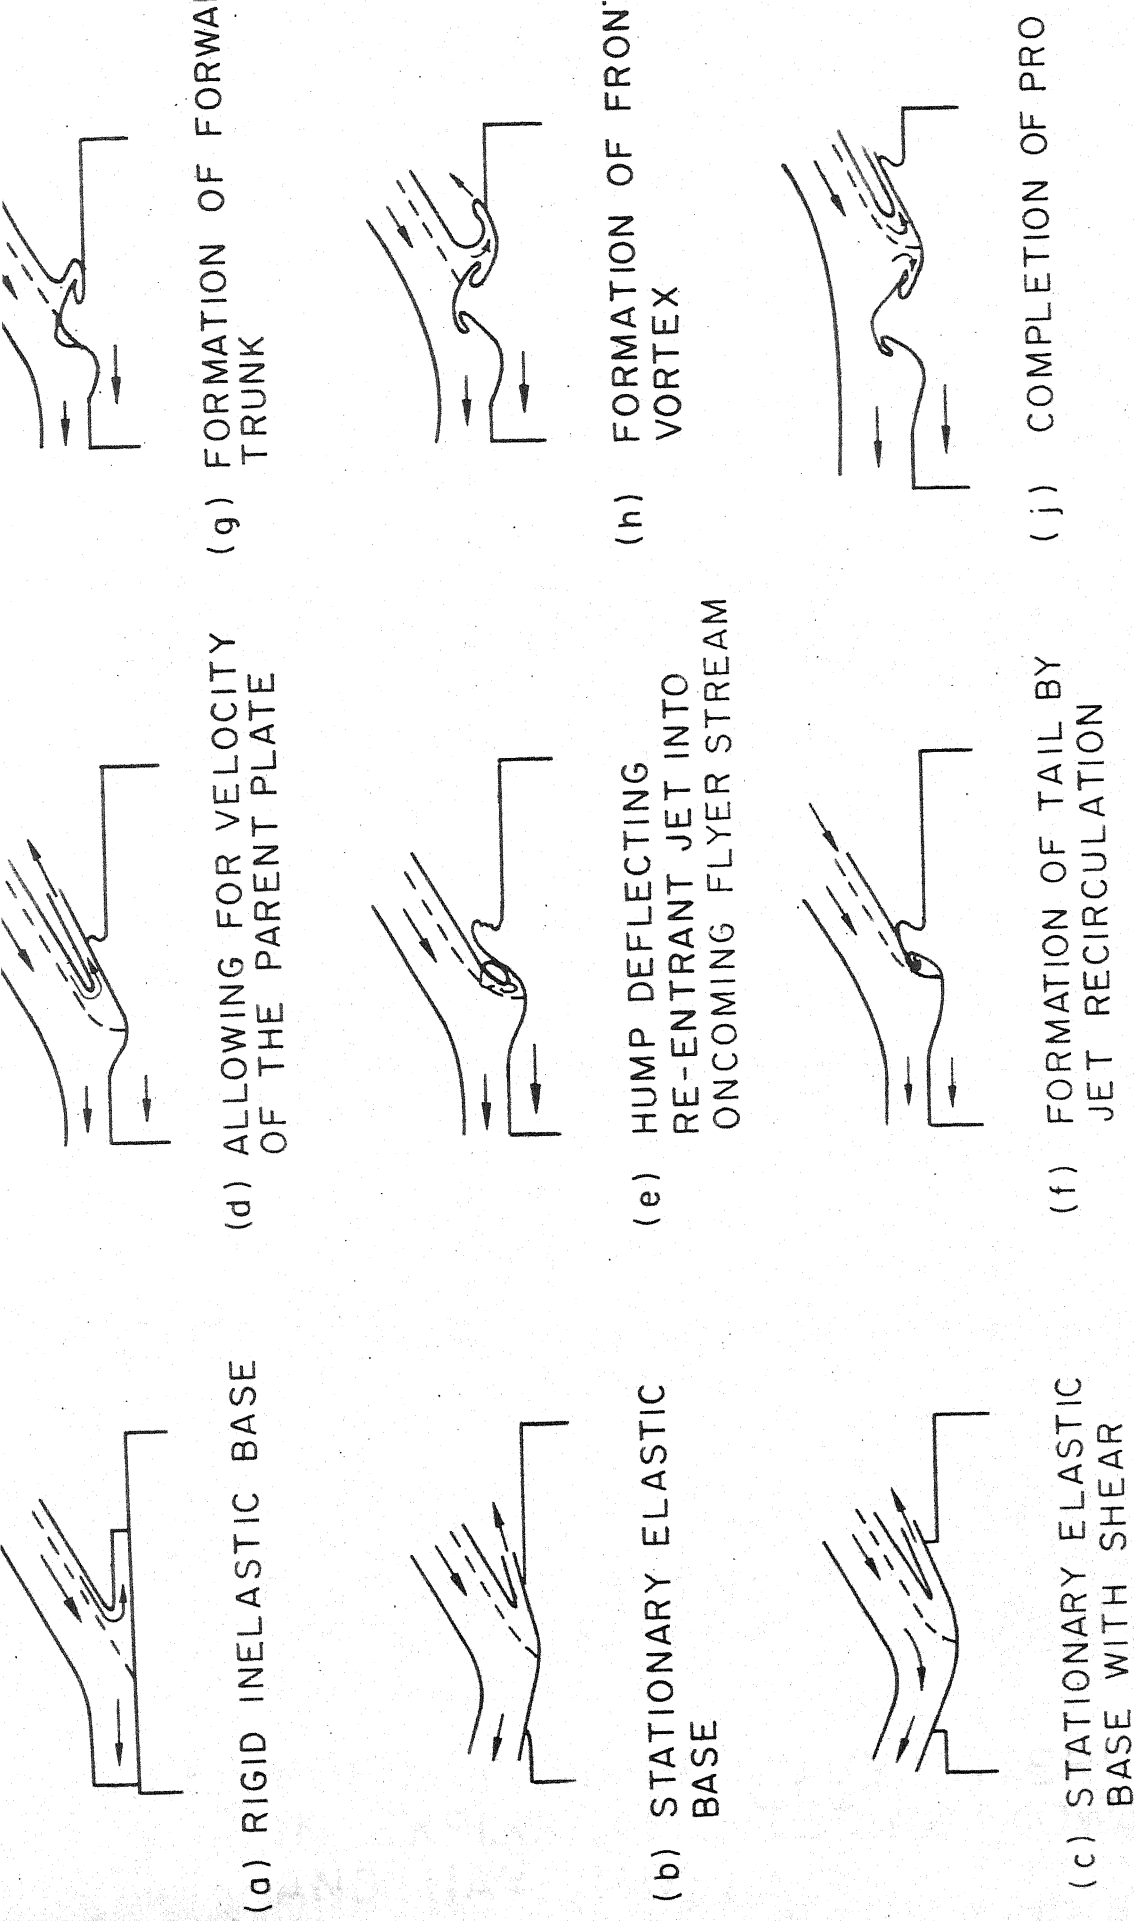 (a) RIGID INELASTIC BASE
(b) STATIONARY ELASTIC
BASE
(c) STATIONARY ELASTIC
BASE WITH SHEAR
(d) ALLOWING FOR VELOCITY
OF THE PARENT PLATE
(e) HUMP DEFLECTING
RE-ENTRANT JET INTO
ONCOMING FLYER STREAM
(f) FORMATION OF TAIL BY
JET RECIRCULATION
(g) FORMATION OF
TRUNK
(h) FORMATION OF
VORTEX
(j) COMPLETION OF